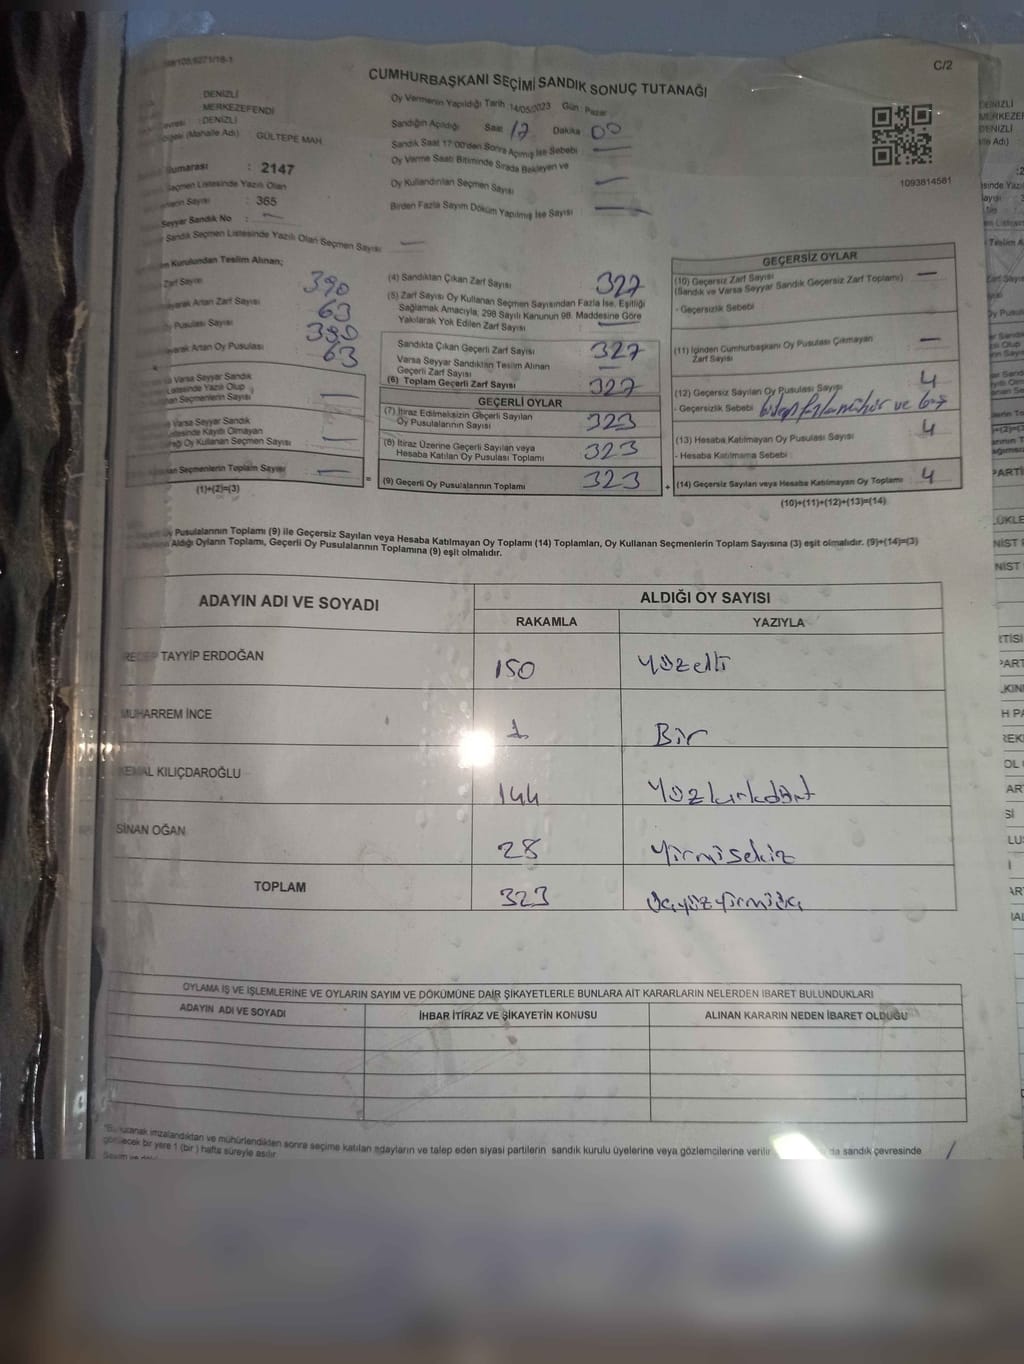 C/2
CUMHURBAŞKANI SEÇİMİ SANDIK SONUÇ TUTANAĞI
DENİZLİ
MERKEZEFENDİ
: DENİZLİ
(Mahalle Adı) GÜLTEPE MAH.
: 2147
Seçmen Listesinde Yazılı Olan
Sayısı : 365
Seyyar Sandık No : —
Sandık Seçmen Listesinde Yazılı Olan Seçmen Sayısı —
Oy Vermenin Yapıldığı Tarih :14/05/2023 Gün : Pazar
Sandığın Açıldığı Saat 17 Dakika 00
Sandık Saat 17:00'den Sonra Açılmış İse Sebebi —
Oy Verme Saati Bitiminde Sırada Bekleyen ve
Oy Kullandırılan Seçmen Sayısı —
Birden Fazla Sayım Döküm Yapılmış İse Sayısı —
1093814581
Kurulundan Teslim Alınan;
Zarf Sayısı 390
Artan Zarf Sayısı 63
Oy Pusulası Sayısı 390
Artan Oy Pusulası 63
Varsa Seyyar Sandık
Listesinde Yazılı Olup
Seçmenlerin Sayısı —
Varsa Seyyar Sandık
Listesinde Kayıtlı Olmayan
Oy Kullanan Seçmen Sayısı —
Seçmenlerin Toplam Sayısı —
(1)+(2)=(3)
(4) Sandıktan Çıkan Zarf Sayısı 327
(5) Zarf Sayısı Oy Kullanan Seçmen Sayısından Fazla İse, Eşitliği
Sağlamak Amacıyla, 298 Sayılı Kanunun 98. Maddesine Göre
Yakılarak Yok Edilen Zarf Sayısı —
Sandıkta Çıkan Geçerli Zarf Sayısı 327
Varsa Seyyar Sandıktan Teslim Alınan
Geçerli Zarf Sayısı —
(6) Toplam Geçerli Zarf Sayısı 327
GEÇERLİ OYLAR
(7) İtiraz Edilmeksizin Geçerli Sayılan
Oy Pusulalarının Sayısı 323
(8) İtiraz Üzerine Geçerli Sayılan veya
Hesaba Katılan Oy Pusulası Toplamı 323
(9) Geçerli Oy Pusulalarının Toplamı 323
GEÇERSİZ OYLAR
(10) Geçersiz Zarf Sayısı —
(Sandık ve Varsa Seyyar Sandık Geçersiz Zarf Toplamı)
- Geçersizlik Sebebi
(11) İçinden Cumhurbaşkanı Oy Pusulası Çıkmayan —
Zarf Sayısı
(12) Geçersiz Sayılan Oy Pusulası Sayısı 4
- Geçersizlik Sebebi fazla mühür ve boş
(13) Hesaba Katılmayan Oy Pusulası Sayısı 4
- Hesaba Katılmama Sebebi
(14) Geçersiz Sayılan veya Hesaba Katılmayan Oy Toplamı 4
(10)+(11)+(12)+(13)=(14)
Oy Pusulalarının Toplamı (9) ile Geçersiz Sayılan veya Hesaba Katılmayan Oy Toplamı (14) Toplamları, Oy Kullanan Seçmenlerin Toplam Sayısına (3) eşit olmalıdır. (9)+(14)=(3)
Aldığı Oyların Toplamı, Geçerli Oy Pusulalarının Toplamına (9) eşit olmalıdır.
ADAYIN ADI VE SOYADI
ALDIĞI OY SAYISI
RAKAMLA YAZIYLA
RECEP TAYYİP ERDOĞAN 150 Yüzelli
MUHARREM İNCE 1 Bir
KEMAL KILIÇDAROĞLU 144 Yüzkırkdört
SİNAN OĞAN 28 Yirmisekiz
TOPLAM 323
OYLAMA İŞ VE İŞLEMLERİNE VE OYLARIN SAYIM VE DÖKÜMÜNE DAİR ŞİKAYETLERLE BUNLARA AİT KARARLARIN NELERDEN İBARET BULUNDUKLARI
ADAYIN ADI VE SOYADI İHBAR İTİRAZ VE ŞİKAYETİN KONUSU ALINAN KARARIN NEDEN İBARET OLDUĞU
tutanak imzalandıktan ve mühürlendikten sonra seçime katılan adayların ve talep eden siyasi partilerin sandık kurulu üyelerine veya gözlemcilerine verilir da sandık çevresinde
görülecek bir yere 1 (bir) hafta süreyle asılır.